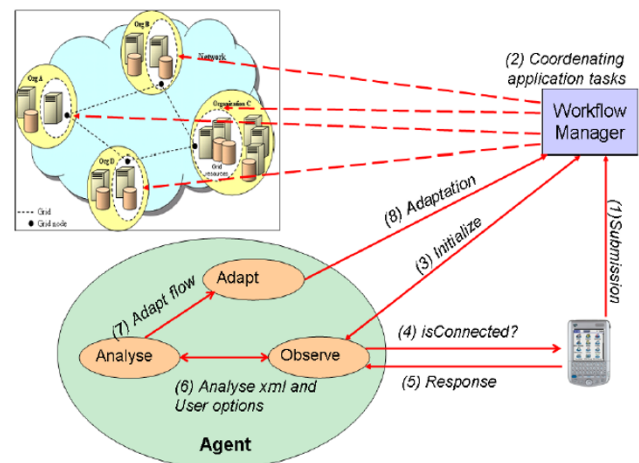 Org B
Network
Org A
Organization C
Grid
resources
Org D
Grid
Grid node
(2) Coordenating
application tasks
Workflow
Manager
(8) Adaptation
(3) Initialize
(1)Submission
Adapt
(7) Adapt flow
Analyse
Observe
(4) isConnected?
(5) Response
(6) Analyse xml and
User options
Agent